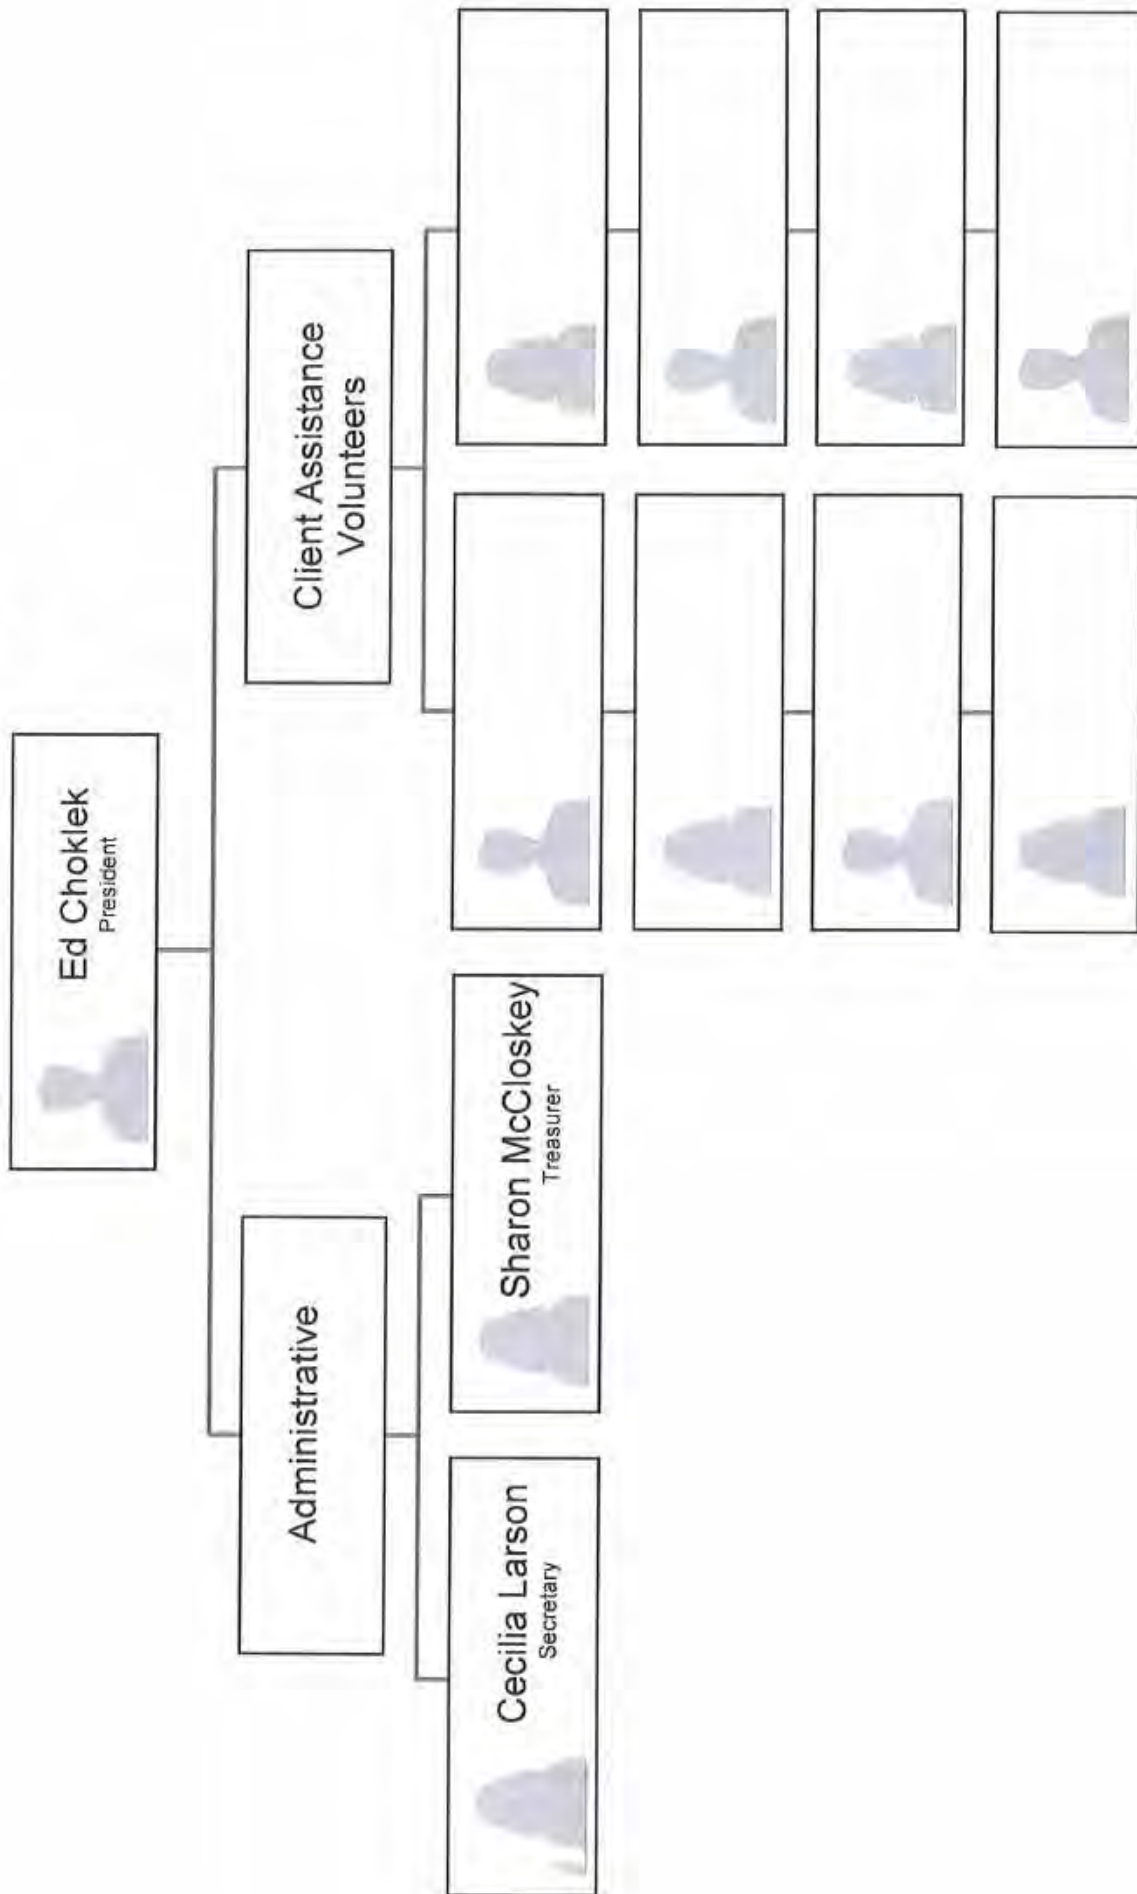 Ed Choklek
President
Administrative
Client Assistance
Volunteers
Cecilia Larson
Secretary
Sharon McCloskey
Treasurer